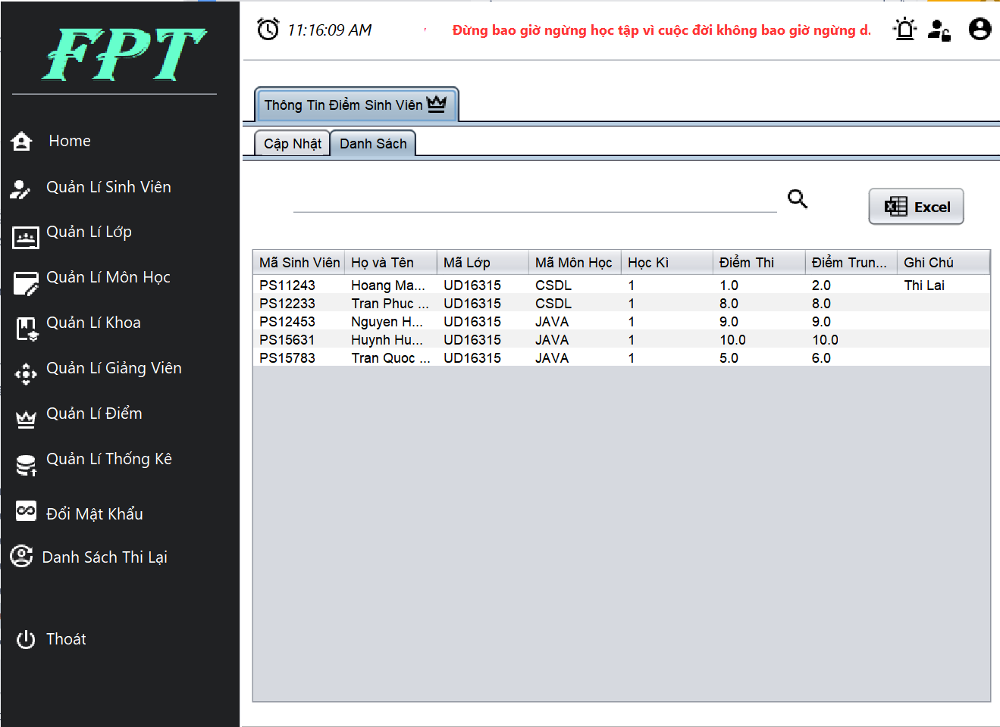 FPT
Home
Quản Lí Sinh Viên
Quản Lí Lớp
Quản Lí Môn Học
Quản Lí Khoa
Quản Lí Giảng Viên
Quản Lí Điểm
Quản Lí Thống Kê
Đổi Mật Khẩu
Danh Sách Thi Lại
Thoát
11:16:09 AM Đừng bao giờ ngừng học tập vì cuộc đời không bao giờ ngừng d.
Thông Tin Điểm Sinh Viên
Cập Nhật Danh Sách
Excel
Mã Sinh Viên Họ và Tên Mã Lớp Mã Môn Học Học Kì Điểm Thi Điểm Trun... Ghi Chú
PS11243 Hoang Ma... UD16315 CSDL 1 1.0 2.0 Thi Lai
PS12233 Tran Phuc ... UD16315 CSDL 1 8.0 8.0
PS12453 Nguyen H... UD16315 JAVA 1 9.0 9.0
PS15631 Huynh Hu... UD16315 JAVA 1 10.0 10.0
PS15783 Tran Quoc ... UD16315 JAVA 1 5.0 6.0